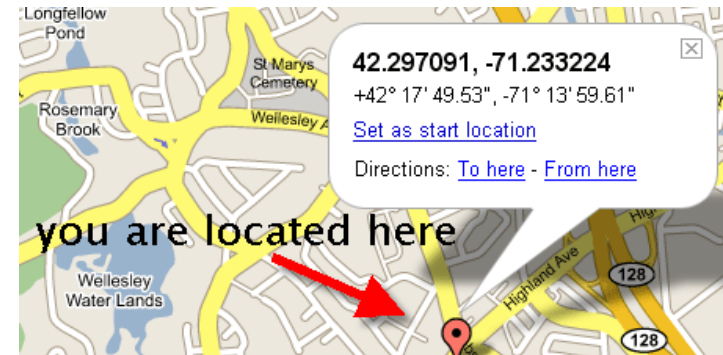 Longfellow
Pond
St Marys
Cemetery
Rosemary
Brook
Wellesley A
42.297091, -71.233224
+42° 17' 49.53", -71° 13' 59.61"
Set as start location
Directions: To here - From here
you are located here
Wellesley
Water Lands
Highland Ave
128
128